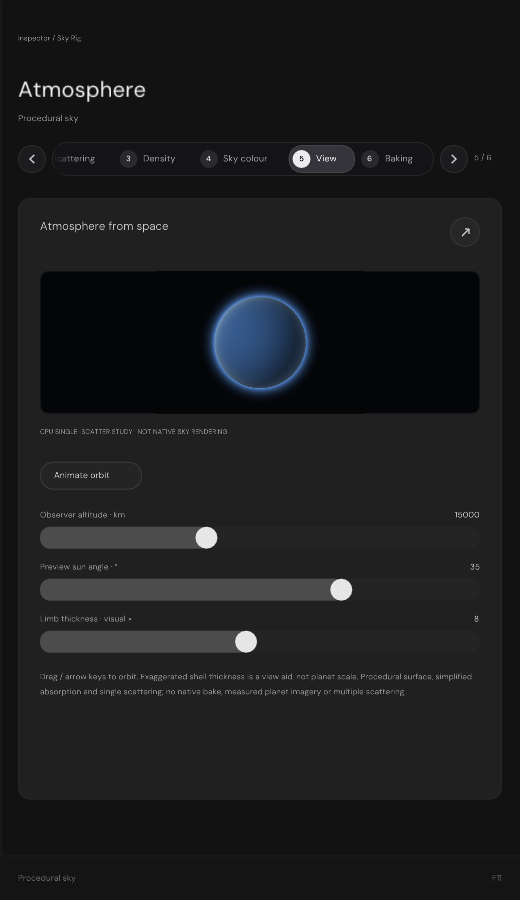 Inspector / Sky Rig
Atmosphere
Procedural sky
cattering 3 Density 4 Sky colour 5 View 6 Baking 5 / 6
Atmosphere from space
CPU SINGLE-SCATTER STUDY · NOT NATIVE SKY RENDERING
Animate orbit
Observer altitude · km 15000
Preview sun angle · ° 35
Limb thickness · visual × 8
Drag / arrow keys to orbit. Exaggerated shell thickness is a view aid, not planet scale. Procedural surface, simplified
absorption and single scattering; no native bake, measured planet imagery or multiple scattering.
Procedural sky F11